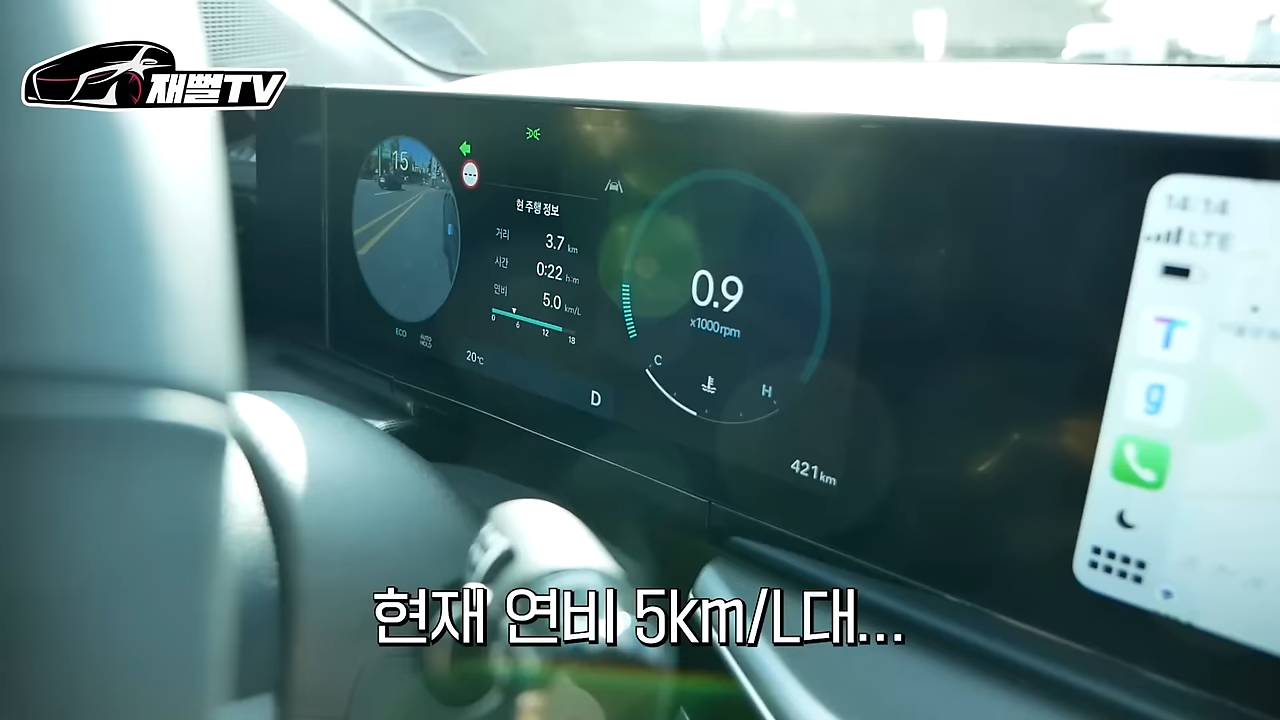 재뻘TV
15
현 주행 정보
거리 3.7 km
시간 0:22 h:m
연비 5.0 km/L
0 6 12 18
ECO
AUTO HOLD
20℃
D
0.9
x1000rpm
C H
421 km
14:14
LTE
T
g
현재 연비 5km/L대...